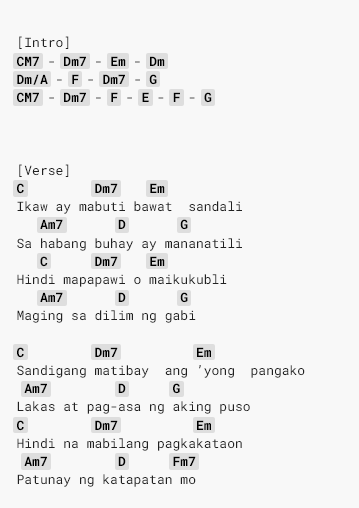 [Intro]
CM7 - Dm7 - Em - Dm
Dm/A - F - Dm7 - G
CM7 - Dm7 - F - E - F - G
[Verse]
C Dm7 Em
Ikaw ay mabuti bawat sandali
Am7 D G
Sa habang buhay ay mananatili
C Dm7 Em
Hindi mapapawi o maikukubli
Am7 D G
Maging sa dilim ng gabi
C Dm7 Em
Sandigang matibay ang ’yong pangako
Am7 D G
Lakas at pag-asa ng aking puso
C Dm7 Em
Hindi na mabilang pagkakataon
Am7 D Fm7
Patunay ng katapatan mo